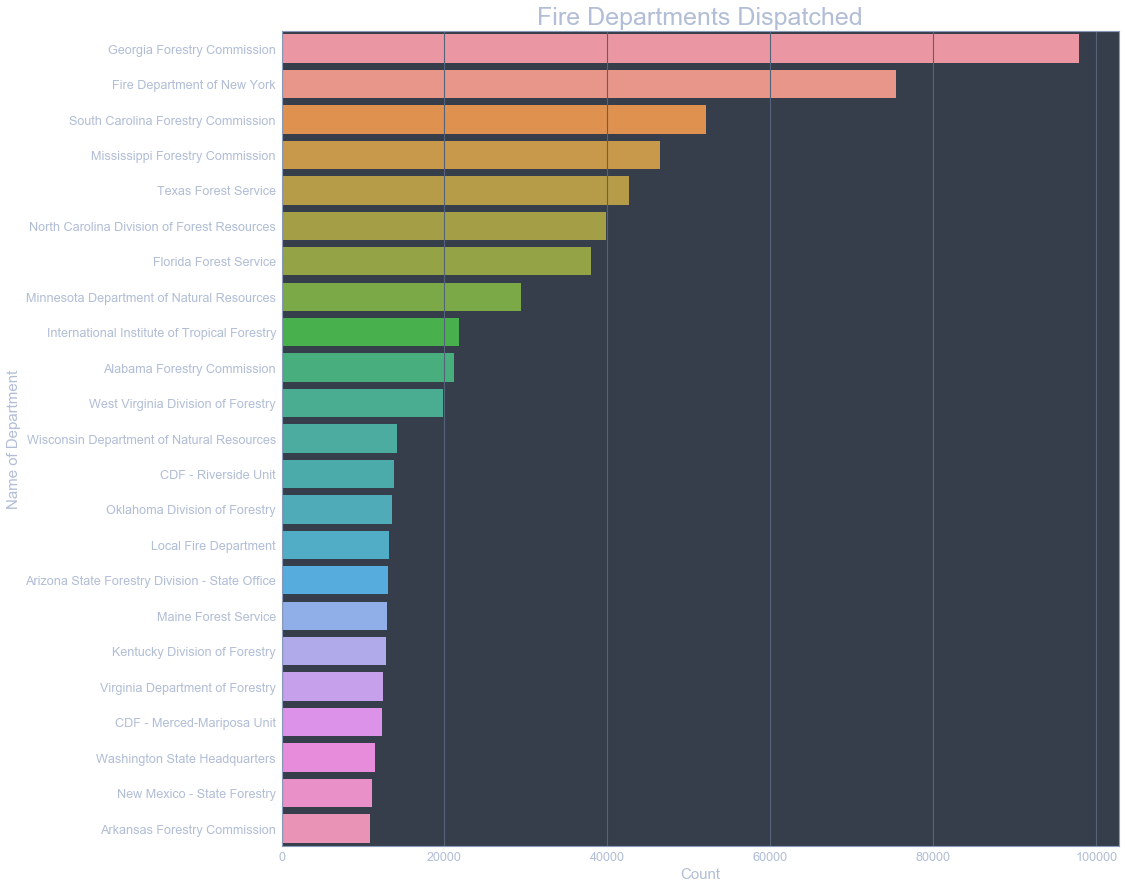 Fire Departments Dispatched
Name of Department
Georgia Forestry Commission
Fire Department of New York
South Carolina Forestry Commission
Mississippi Forestry Commission
Texas Forest Service
North Carolina Division of Forest Resources
Florida Forest Service
Minnesota Department of Natural Resources
International Institute of Tropical Forestry
Alabama Forestry Commission
West Virginia Division of Forestry
Wisconsin Department of Natural Resources
CDF - Riverside Unit
Oklahoma Division of Forestry
Local Fire Department
Arizona State Forestry Division - State Office
Maine Forest Service
Kentucky Division of Forestry
Virginia Department of Forestry
CDF - Merced-Mariposa Unit
Washington State Headquarters
New Mexico - State Forestry
Arkansas Forestry Commission
0 20000 40000 60000 80000 100000
Count